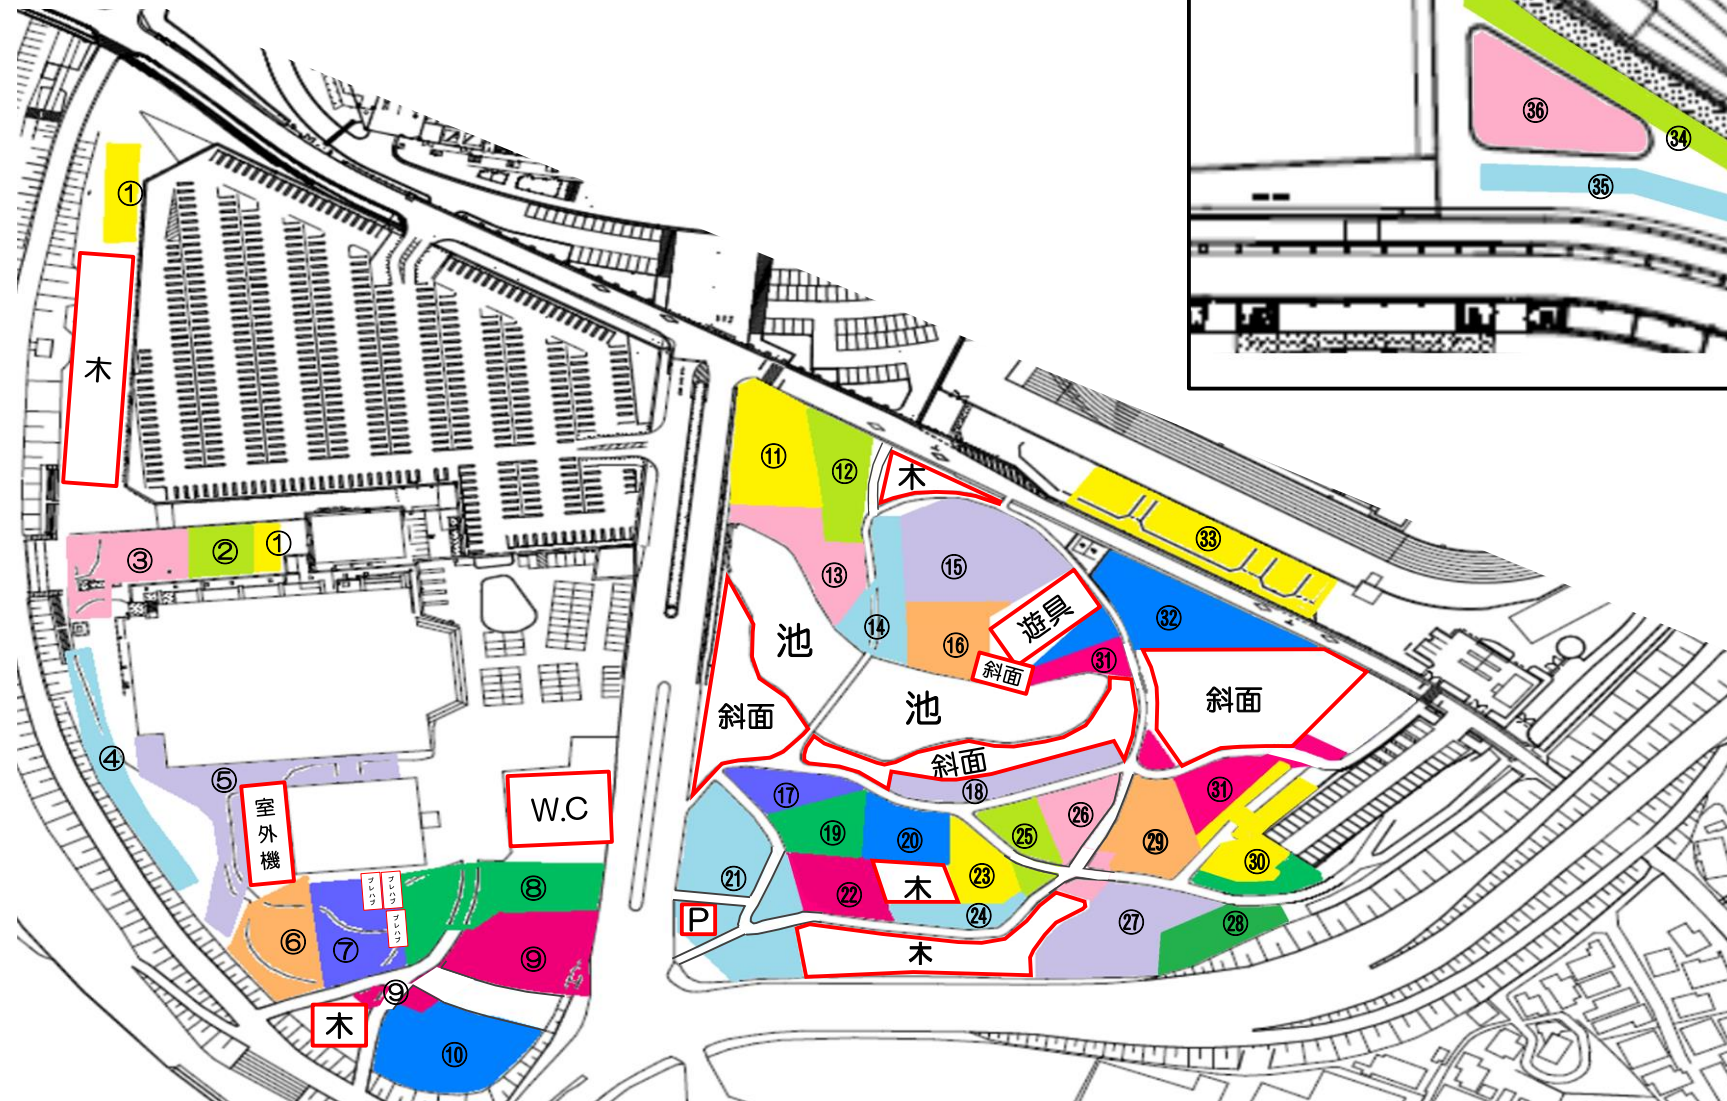 ㊱
㉞
㉟
①
木
③
②
①
④
⑤
室外機
W.C
プレハブ
プレハブ
プレハブ
⑧
⑥
⑦
⑨
⑨
木
⑩
⑪
⑫
木
⑬
⑭
⑮
⑯
遊具
斜面
池
池
斜面
斜面
㉝
㉜
㉛
斜面
⑰
⑱
⑲
⑳
㉑
㉒
木
㉓
㉔
㉕
㉖
㉙
㉛
㉚
P
木
㉗
㉘